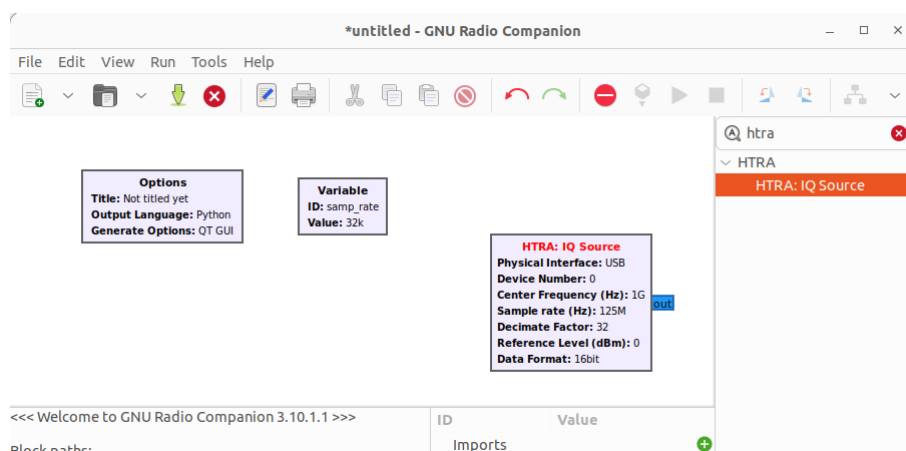 *untitled - GNU Radio Companion
File Edit View Run Tools Help
htra
HTRA
HTRA: IQ Source
Options
Title: Not titled yet
Output Language: Python
Generate Options: QT GUI
Variable
ID: samp_rate
Value: 32k
HTRA: IQ Source
Physical Interface: USB
Device Number: 0
Center Frequency (Hz): 1G
Sample rate (Hz): 125M
Decimate Factor: 32
Reference Level (dBm): 0
Data Format: 16bit
out
<<< Welcome to GNU Radio Companion 3.10.1.1 >>>
Block paths:
ID Value
Imports